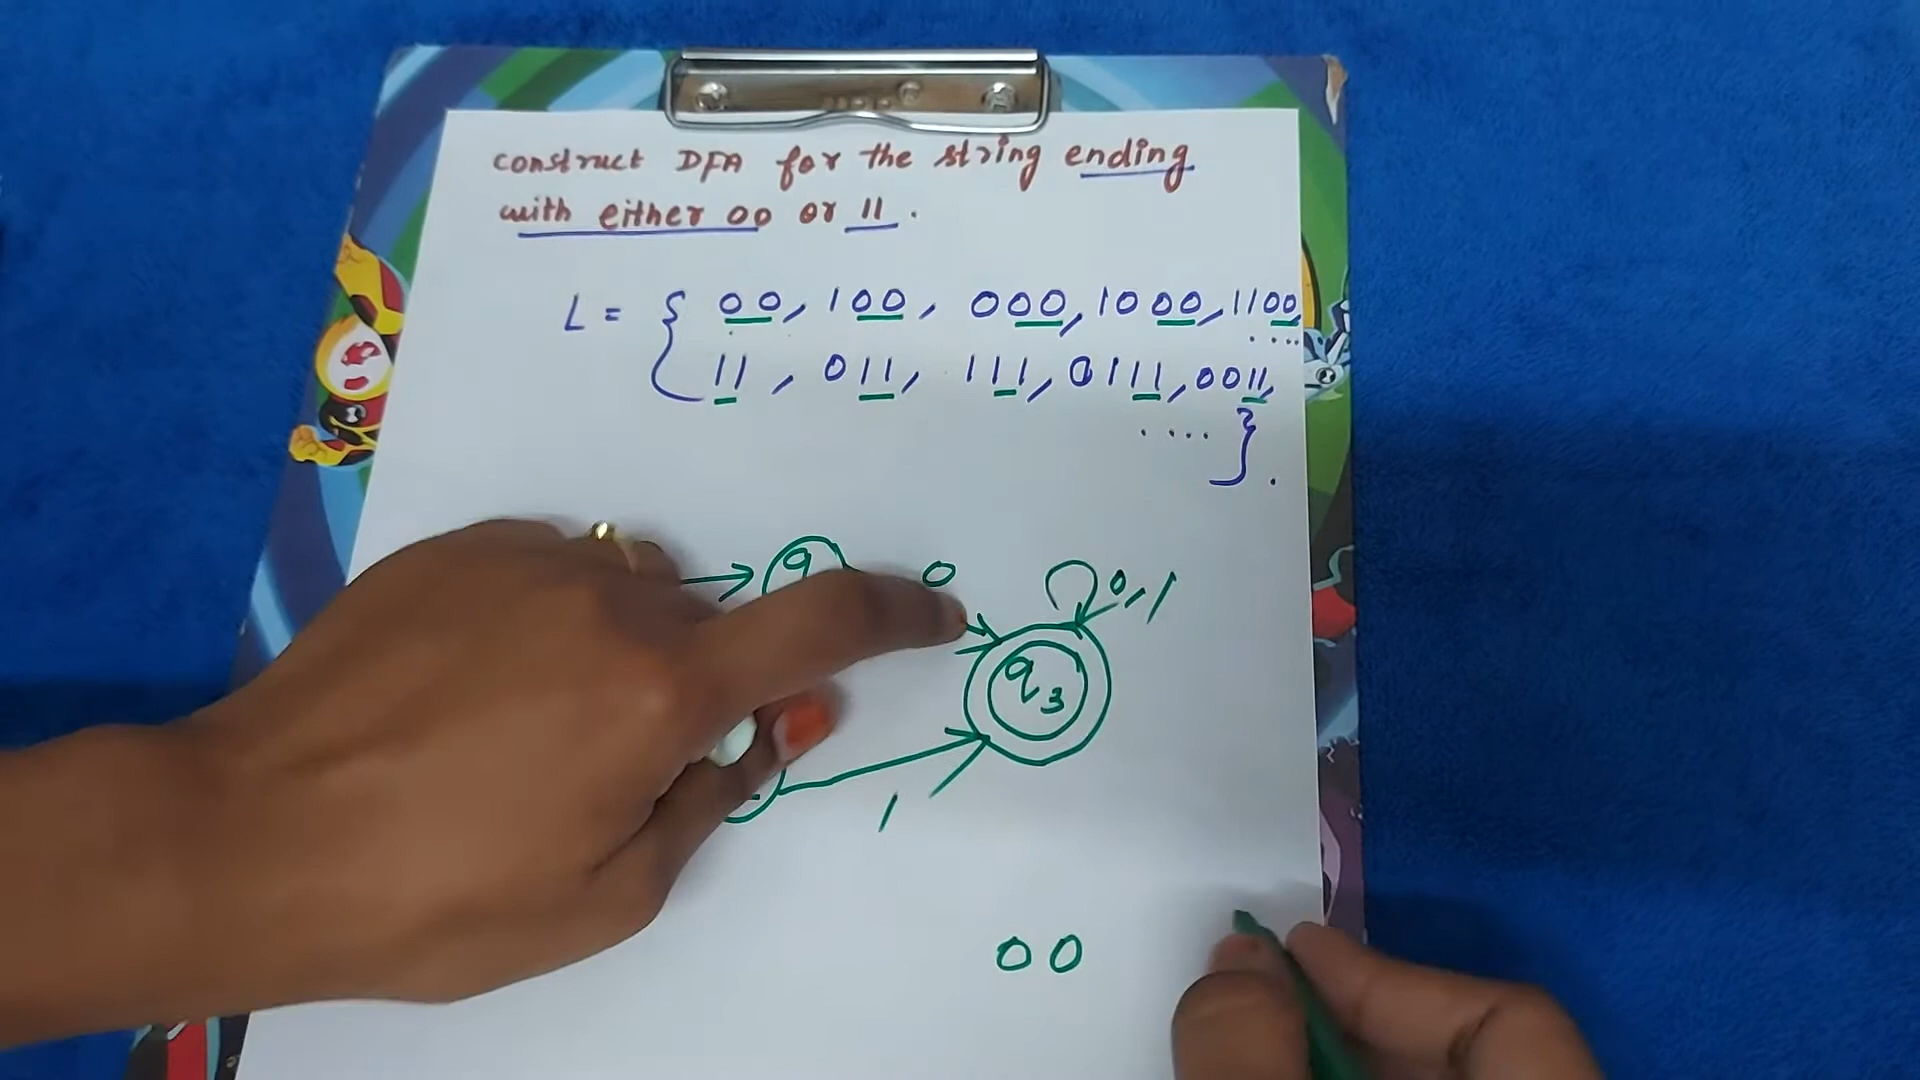 construct DFA for the string ending
with either 00 or 11 .
L = { 00, 100, 000, 1000, 1100,
....
11, 011, 111, 0111, 0011,
.... } .
q 0 0,1
q3
1
00